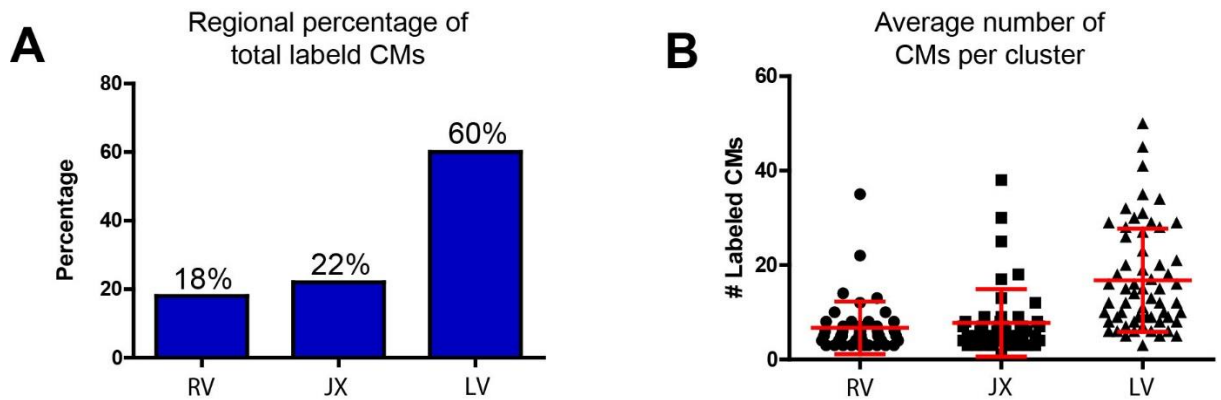 A
Regional percentage of
total labeld CMs
Percentage
80
60
40
20
0
18%
22%
60%
RV
JX
LV
B
Average number of
CMs per cluster
# Labeled CMs
60
40
20
0
RV
JX
LV